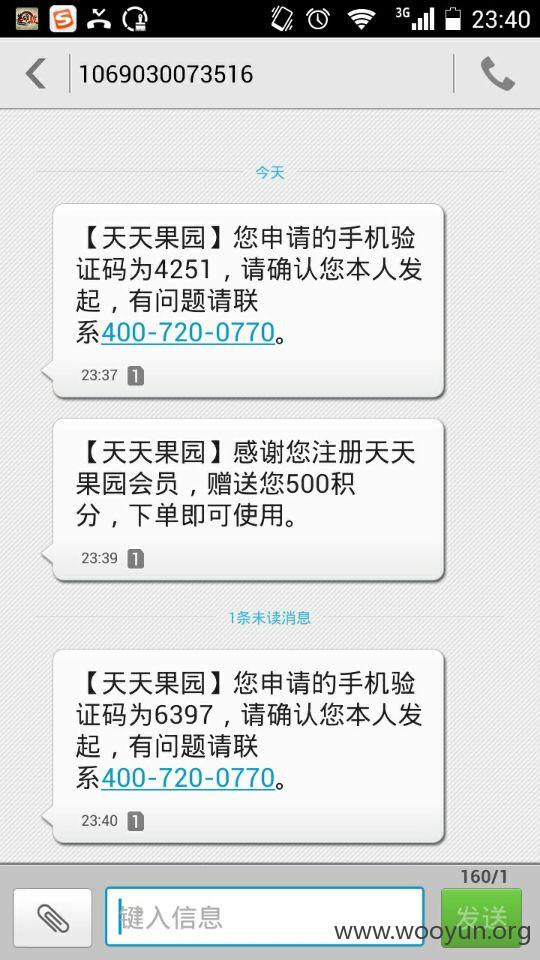 3G 23:40
1069030073516
今天
【天天果园】您申请的手机验
证码为4251，请确认您本人发
起，有问题请联
系400-720-0770。
23:37 1
【天天果园】感谢您注册天天
果园会员，赠送您500积
分，下单即可使用。
23:39 1
1条未读消息
【天天果园】您申请的手机验
证码为6397，请确认您本人发
起，有问题请联
系400-720-0770。
23:40 1
160/1
键入信息
发送
www.wooyun.org